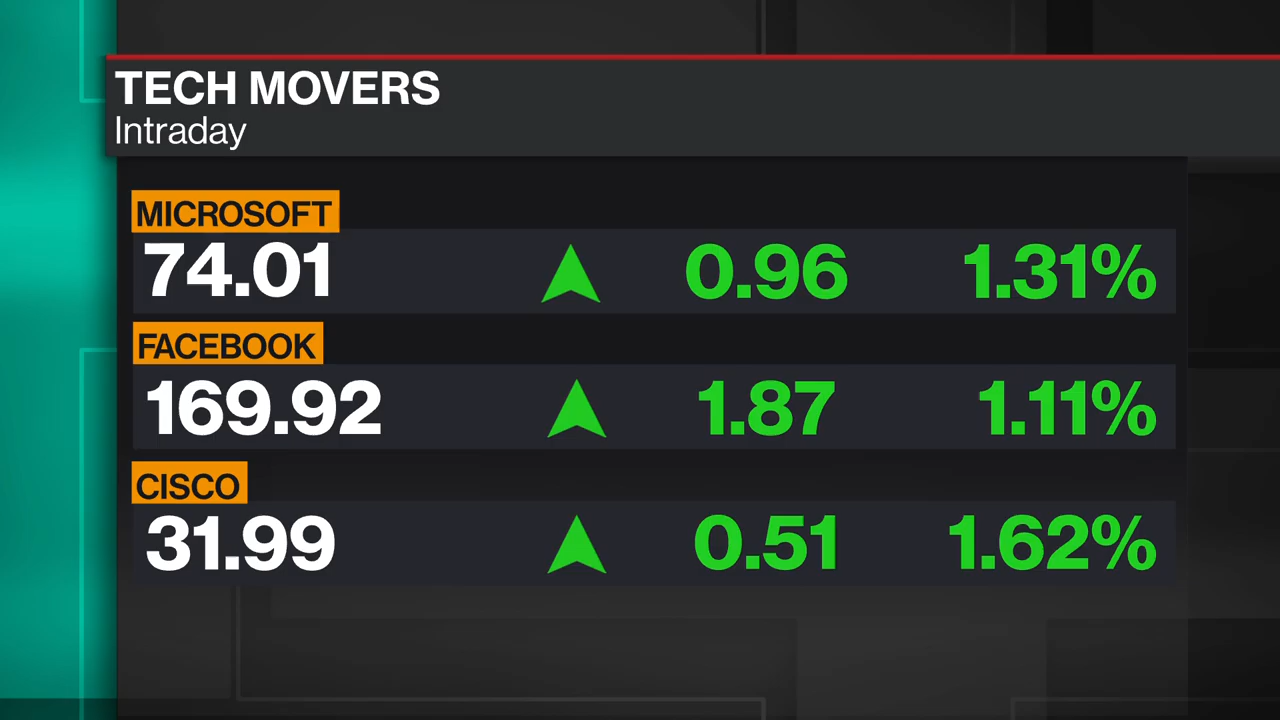 TECH MOVERS
Intraday
MICROSOFT
74.01 ▲ 0.96 1.31%
FACEBOOK
169.92 ▲ 1.87 1.11%
CISCO
31.99 ▲ 0.51 1.62%